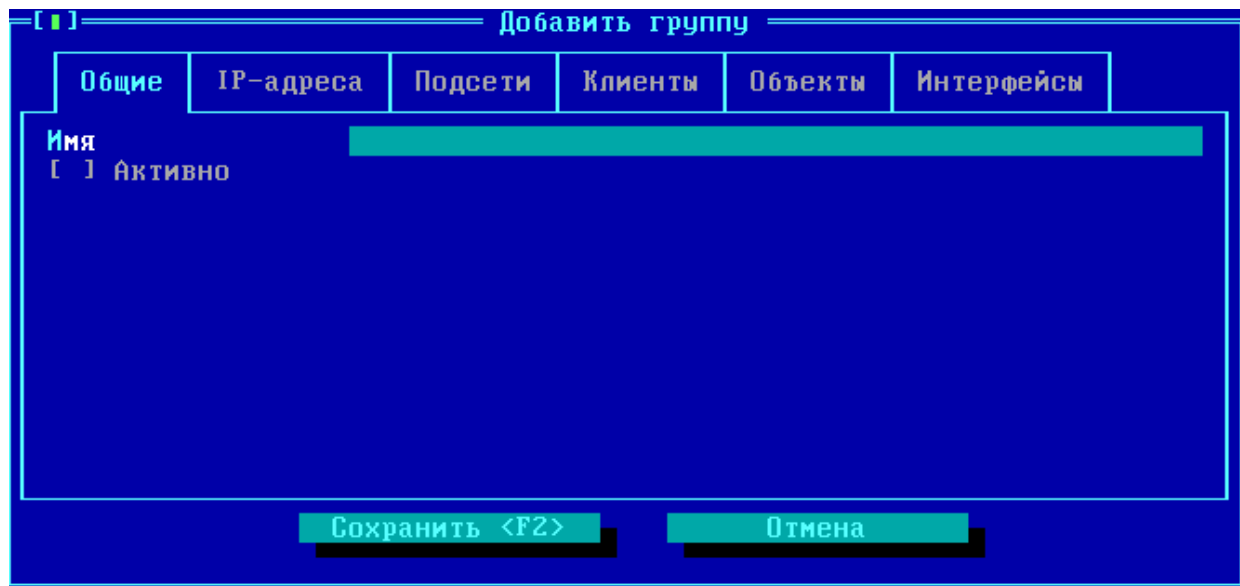 [▮] Добавить группу
Общие IP-адреса Подсети Клиенты Объекты Интерфейсы
Имя
[ ] Активно
Сохранить <F2> Отмена